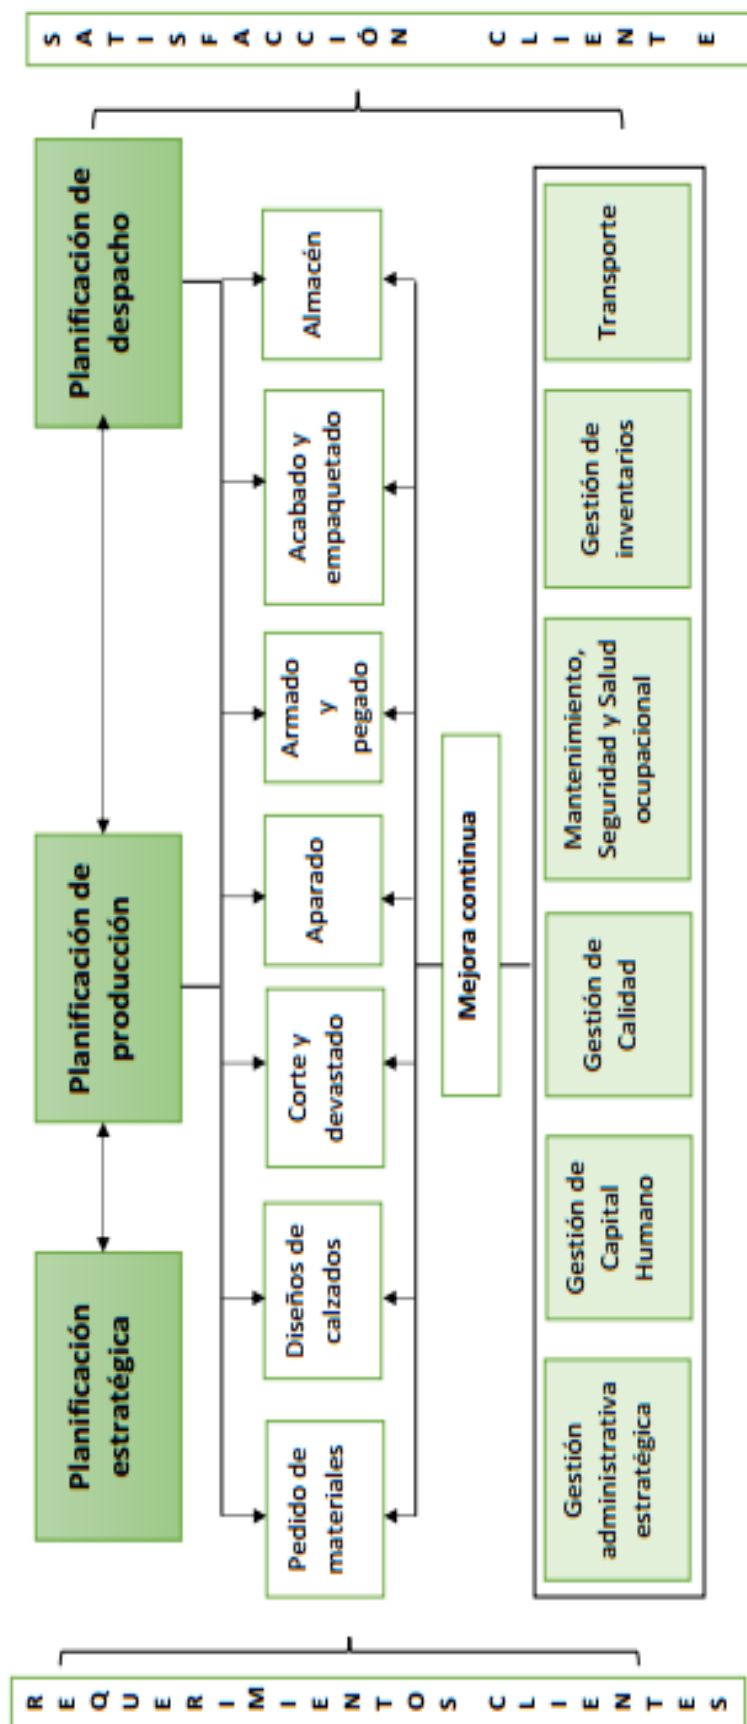 REQUERIMIENTOS CLIENTES
Planificación
estratégica
Planificación de
producción
Planificación de
despacho
Pedido de
materiales
Diseños de
calzados
Corte y
devastado
Aparado
Armado
y
pegado
Acabado y
empaquetado
Almacén
Mejora continua
Gestión
administrativa
estratégica
Gestión de
Capital
Humano
Gestión de
Calidad
Mantenimiento,
Seguridad y Salud
ocupacional
Gestión de
inventarios
Transporte
SATISFACCIÓN CLIENTE